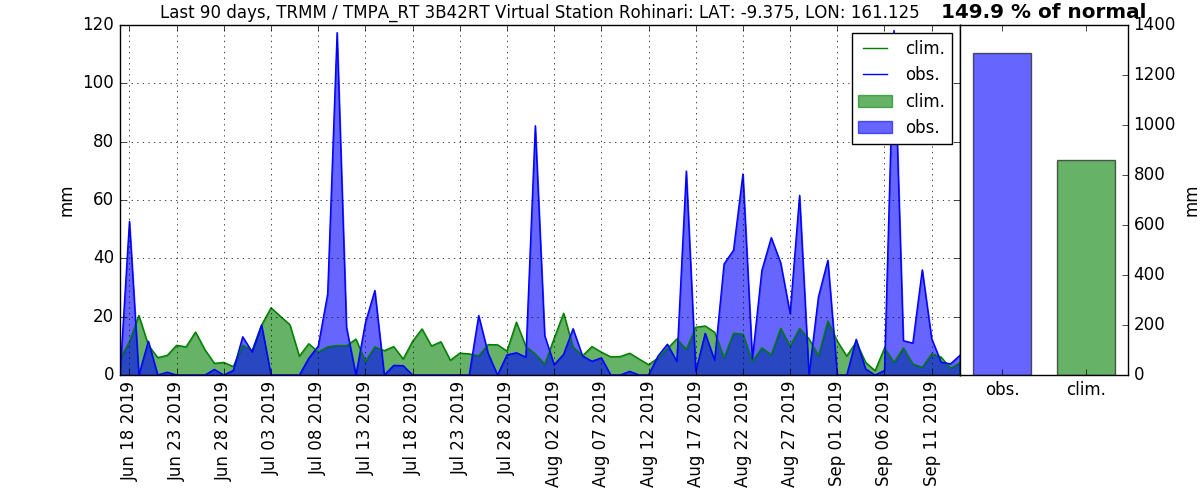 Last 90 days, TRMM / TMPA_RT 3B42RT Virtual Station Rohinari: LAT: -9.375, LON: 161.125
149.9 % of normal
120
100
80
60
40
20
0
mm
clim.
obs.
clim.
obs.
1400
1200
1000
800
600
400
200
0
mm
Jun 18 2019
Jun 23 2019
Jun 28 2019
Jul 03 2019
Jul 08 2019
Jul 13 2019
Jul 18 2019
Jul 23 2019
Jul 28 2019
Aug 02 2019
Aug 07 2019
Aug 12 2019
Aug 17 2019
Aug 22 2019
Aug 27 2019
Sep 01 2019
Sep 06 2019
Sep 11 2019
obs.
clim.